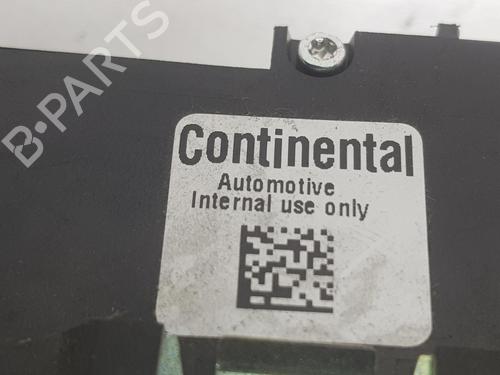 B-PARTS
Continental
Automotive
Internal use only